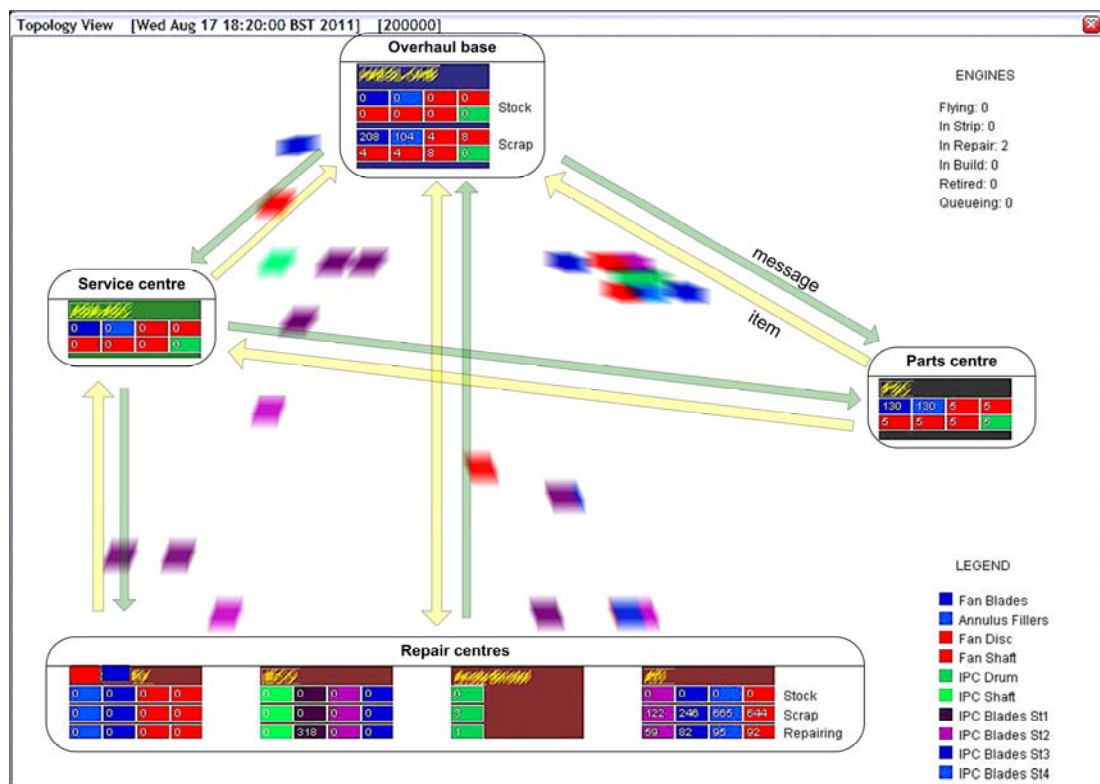 Topology View [Wed Aug 17 18:20:00 BST 2011] [200000]
Overhaul base
0 0 0 0
0 0 0 0
Stock
208 104 4 8
4 4 8 0
Scrap
ENGINES
Flying: 0
In Strip: 0
In Repair: 2
In Build: 0
Retired: 0
Queueing: 0
message
item
Service centre
0 0 0 0
0 0 0 0
Parts centre
130 130 5 5
5 5 5 5
Repair centres
0 0 0 0
0 0 0 0
0 0 0 0
0 0 0 0
0 0 0 0
0 318 0 0
0
3
1
0 0 0 0 Stock
122 246 665 644 Scrap
59 82 95 92 Repairing
LEGEND
Fan Blades
Annulus Fillers
Fan Disc
Fan Shaft
IPC Drum
IPC Shaft
IPC Blades St1
IPC Blades St2
IPC Blades St3
IPC Blades St4